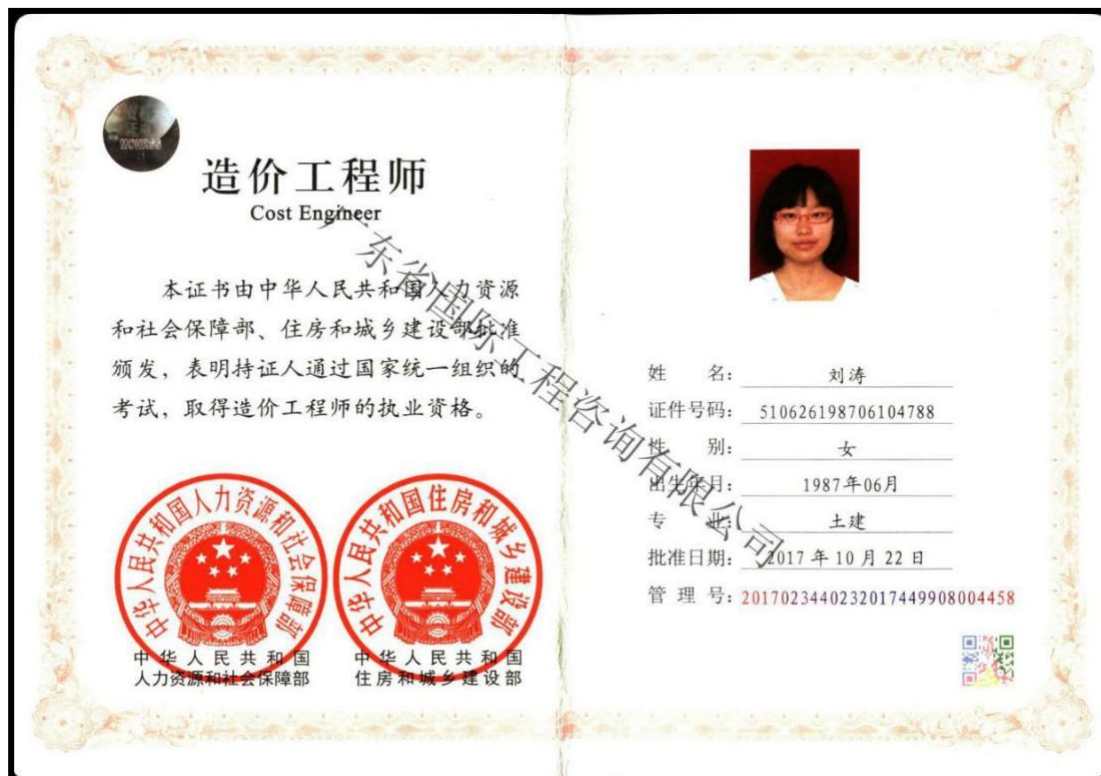 造价工程师
Cost Engineer
本证书由中华人民共和国人力资源
和社会保障部、住房和城乡建设部批准
颁发，表明持证人通过国家统一组织的
考试，取得造价工程师的执业资格。
中华人民共和国人力资源和社会保障部
中华人民共和国
人力资源和社会保障部
中华人民共和国住房和城乡建设部
中华人民共和国
住房和城乡建设部
姓 名： 刘涛
证件号码： 510626198706104788
性 别： 女
出生年月： 1987年06月
专 业： 土建
批准日期： 2017 年 10 月 22 日
管 理 号： 2017023440232017449908004458
广东省国际工程咨询有限公司